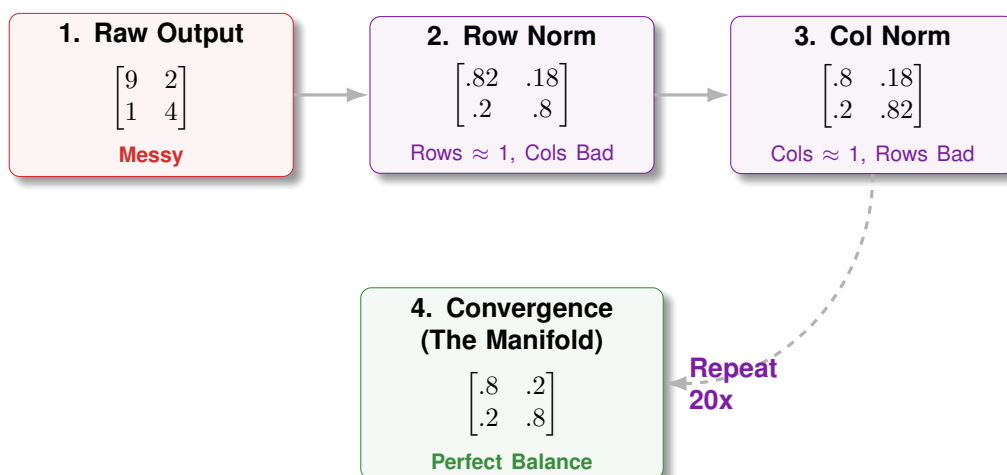 1. Raw Output
[9 2
1 4]
Messy
2. Row Norm
[.82 .18
.2 .8]
Rows ≈ 1, Cols Bad
3. Col Norm
[.8 .18
.2 .82]
Cols ≈ 1, Rows Bad
4. Convergence
(The Manifold)
[.8 .2
.2 .8]
Perfect Balance
Repeat
20x